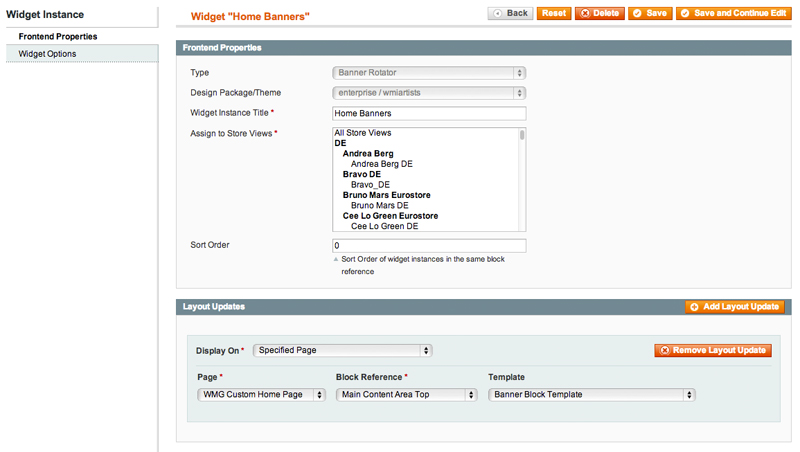 Widget Instance
Frontend Properties
Widget Options
Widget "Home Banners"
Back Reset Delete Save Save and Continue Edit
Frontend Properties
Type Banner Rotator
Design Package/Theme enterprise / wmiartists
Widget Instance Title * Home Banners
Assign to Store Views * All Store Views
DE
Andrea Berg
Andrea Berg DE
Bravo DE
Bravo_DE
Bruno Mars Eurostore
Bruno Mars DE
Cee Lo Green Eurostore
Cee Lo Green DE
Sort Order 0
Sort Order of widget instances in the same block
reference
Layout Updates Add Layout Update
Display On * Specified Page Remove Layout Update
Page * Block Reference * Template
WMG Custom Home Page Main Content Area Top Banner Block Template